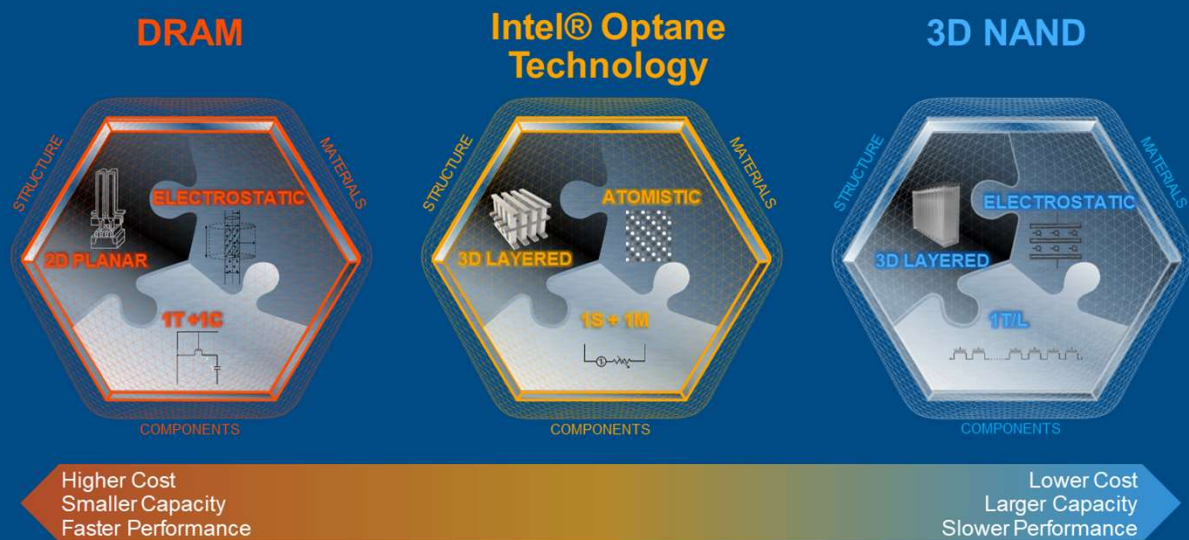 DRAM
STRUCTURE
MATERIALS
ELECTROSTATIC
2D PLANAR
1T +1C
COMPONENTS
Intel® Optane
Technology
STRUCTURE
MATERIALS
ATOMISTIC
3D LAYERED
1S + 1M
COMPONENTS
3D NAND
STRUCTURE
MATERIALS
ELECTROSTATIC
3D LAYERED
1T/L
COMPONENTS
Higher Cost
Smaller Capacity
Faster Performance
Lower Cost
Larger Capacity
Slower Performance